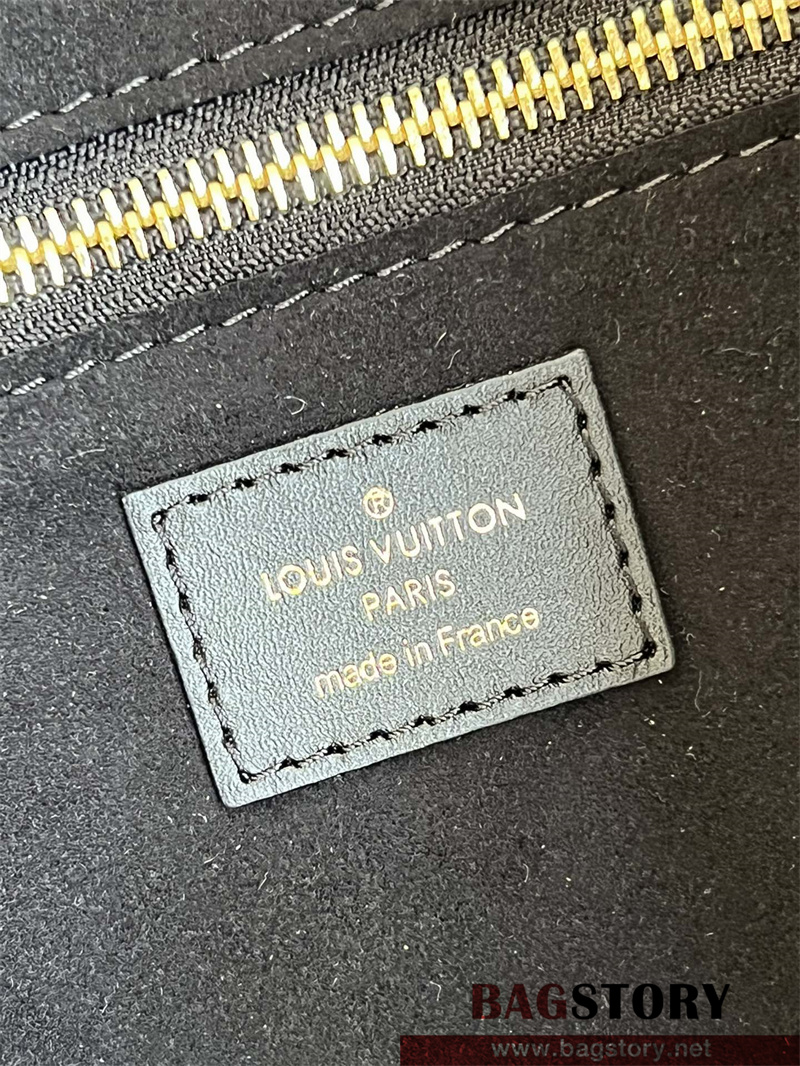 ®
LOUIS VUITTON
PARIS
made in France
BAGSTORY
www.bagstory.net